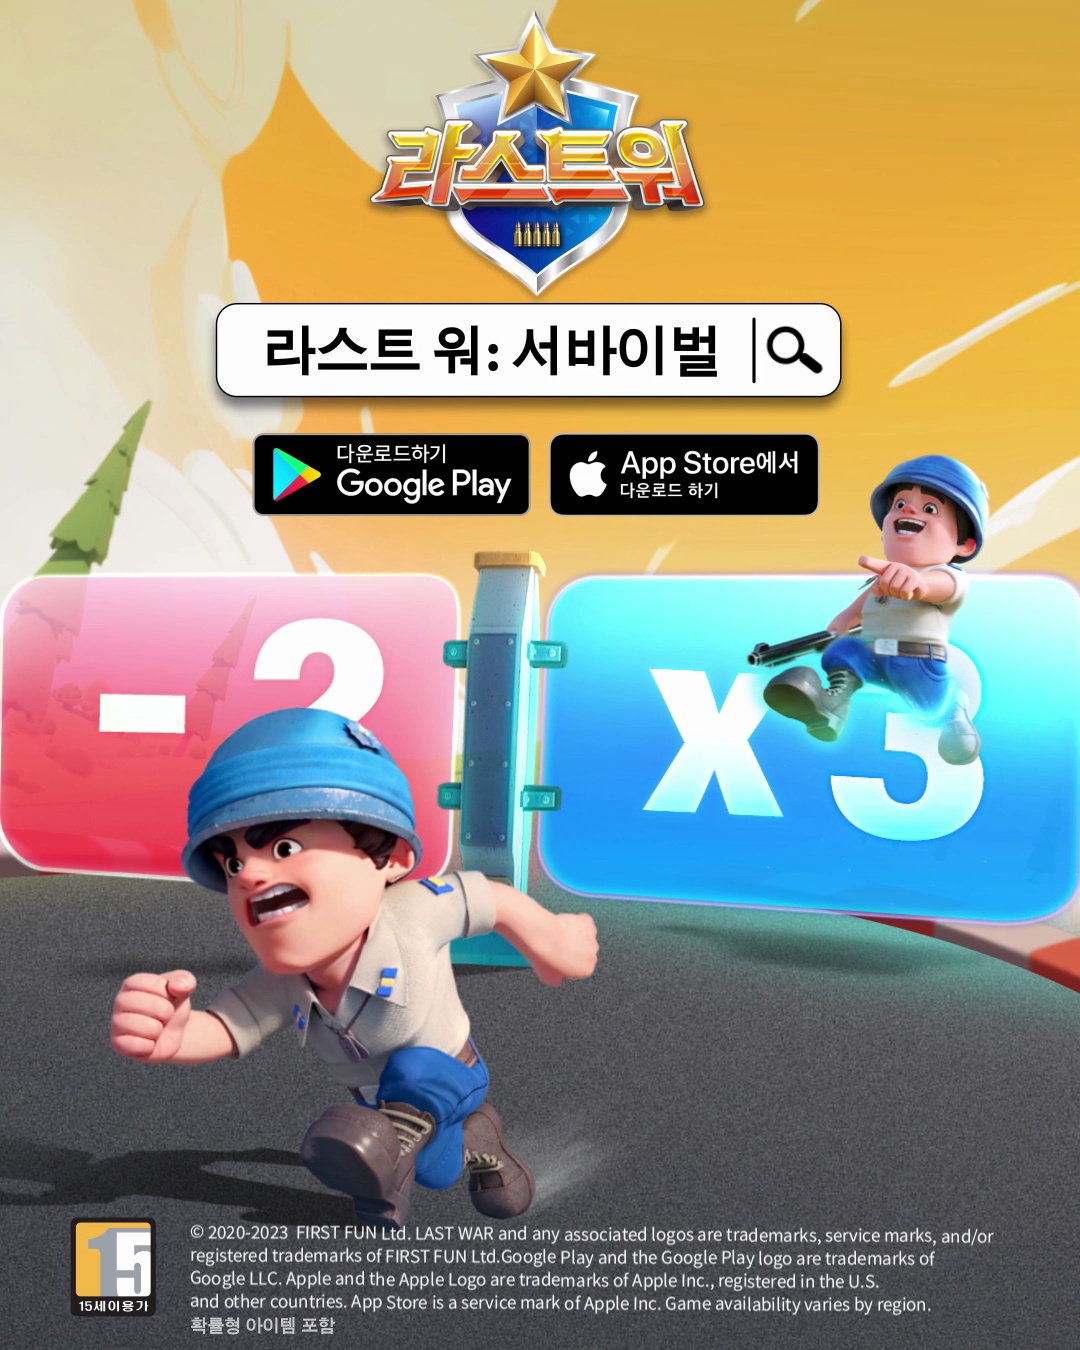 라스트워
라스트 워: 서바이벌
다운로드하기
Google Play
App Store에서
다운로드 하기
- 2
x 3
15
15세이용가
© 2020-2023 FIRST FUN Ltd. LAST WAR and any associated logos are trademarks, service marks, and/or
registered trademarks of FIRST FUN Ltd.Google Play and the Google Play logo are trademarks of
Google LLC. Apple and the Apple Logo are trademarks of Apple Inc., registered in the U.S.
and other countries. App Store is a service mark of Apple Inc. Game availability varies by region.
확률형 아이템 포함